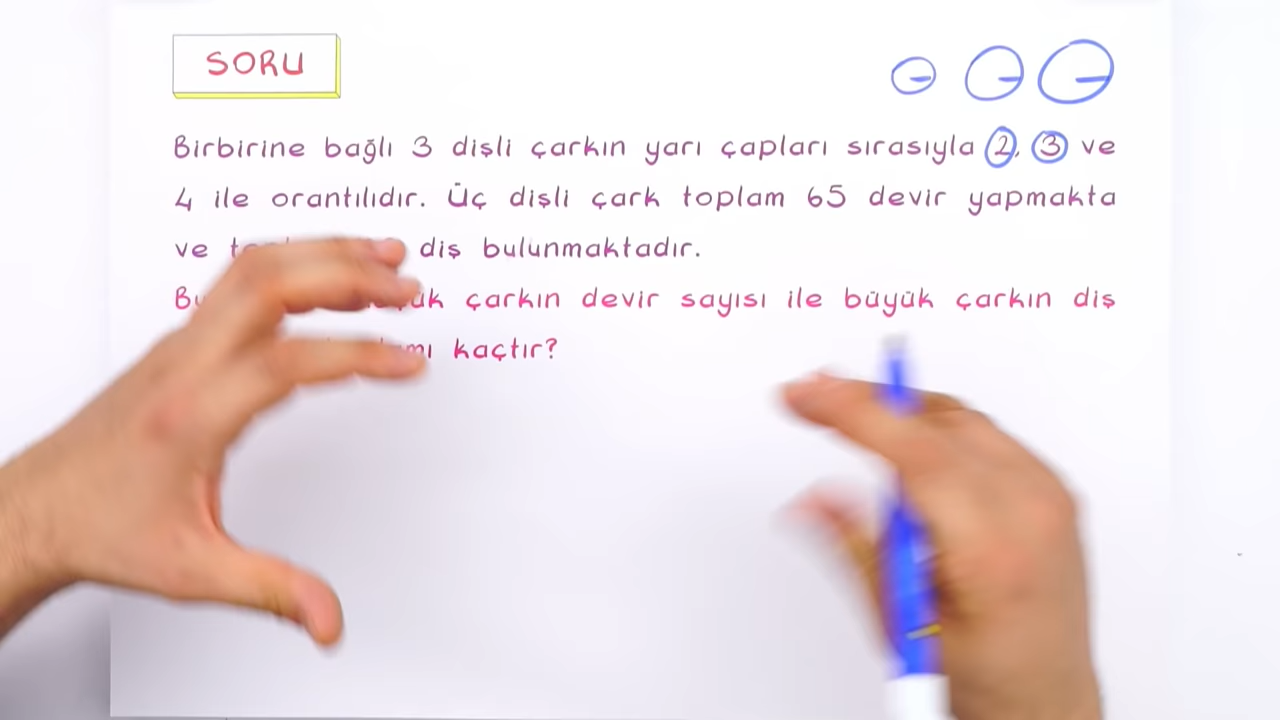 SORU
Birbirine bağlı 3 dişli çarkın yarı çapları sırasıyla 2, 3 ve
4 ile orantılıdır. Üç dişli çark toplam 65 devir yapmakta
ve diş bulunmaktadır.
çarkın devir sayısı ile büyük çarkın diş
kaçtır?